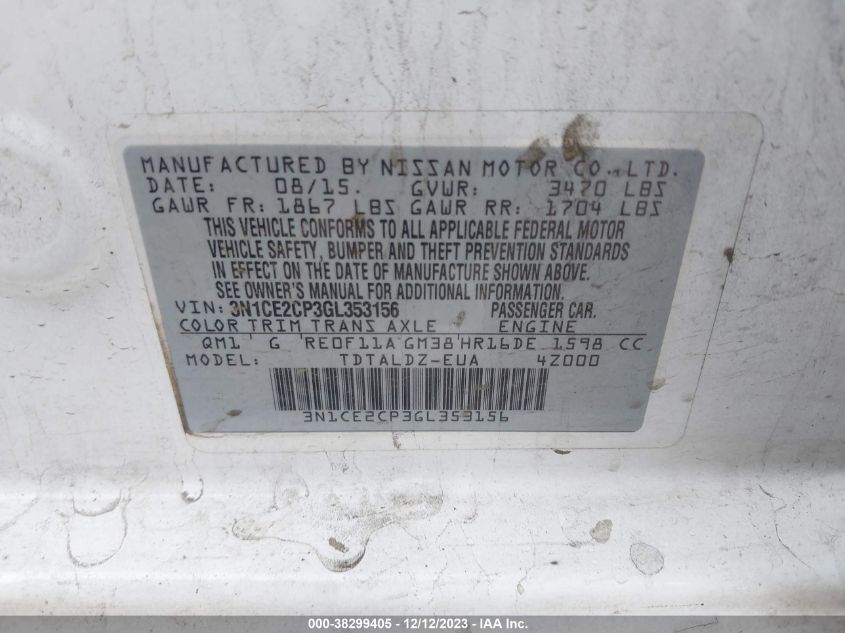 MANUFACTURED BY NISSAN MOTOR CO., LTD.
DATE: 08/15. GVWR: 3470 LBS
GAWR FR: 1867 LBS GAWR RR: 1704 LBS
THIS VEHICLE CONFORMS TO ALL APPLICABLE FEDERAL MOTOR
VEHICLE SAFETY, BUMPER AND THEFT PREVENTION STANDARDS
IN EFFECT ON THE DATE OF MANUFACTURE SHOWN ABOVE.
SEE OWNER'S MANUAL FOR ADDITIONAL INFORMATION
VIN: 3N1CE2CP3GL353156 PASSENGER CAR.
COLOR TRIM TRANS AXLE ENGINE
QM1 G RE0F11A GM38 HR16DE 1598 CC
MODEL: TDTALDZ-EUA 4Z000
3N1CE2CP3GL353156
000-38299405 - 12/12/2023 - IAA Inc.